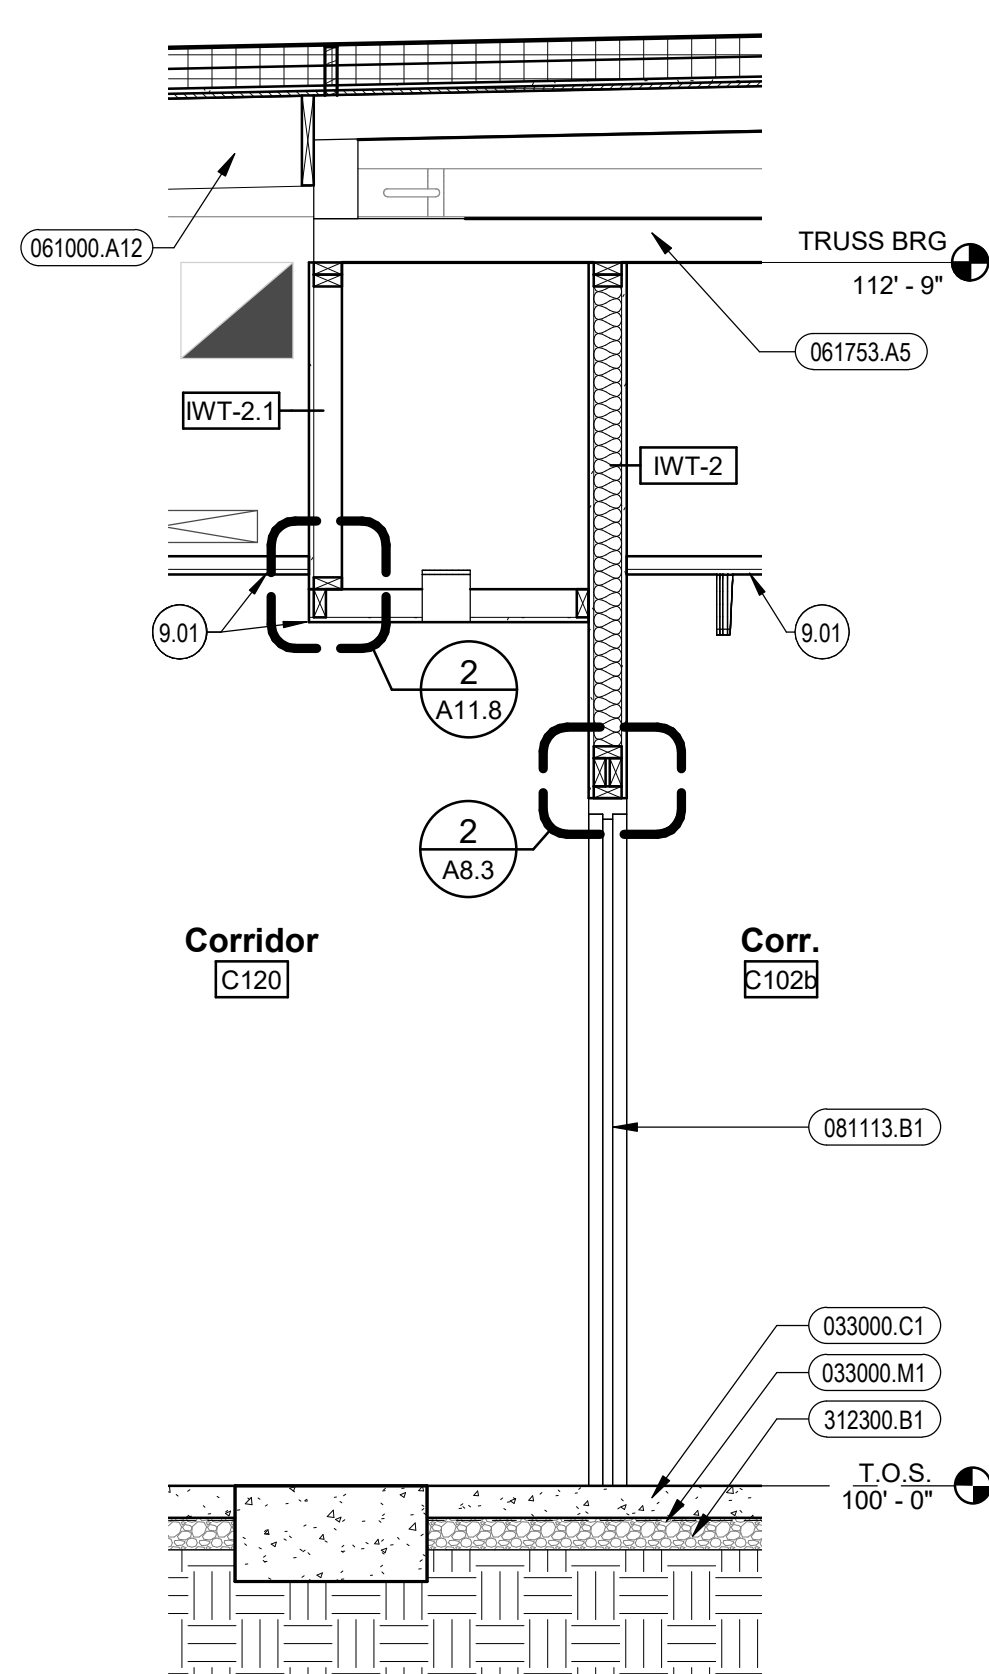 061000.A12
TRUSS BRG
112' - 9"
061753.A5
IWT-2.1
IWT-2
9.01
9.01
2
A11.8
2
A8.3
Corridor
C120
Corr.
C102b
081113.B1
033000.C1
033000.M1
312300.B1
T.O.S.
100' - 0"